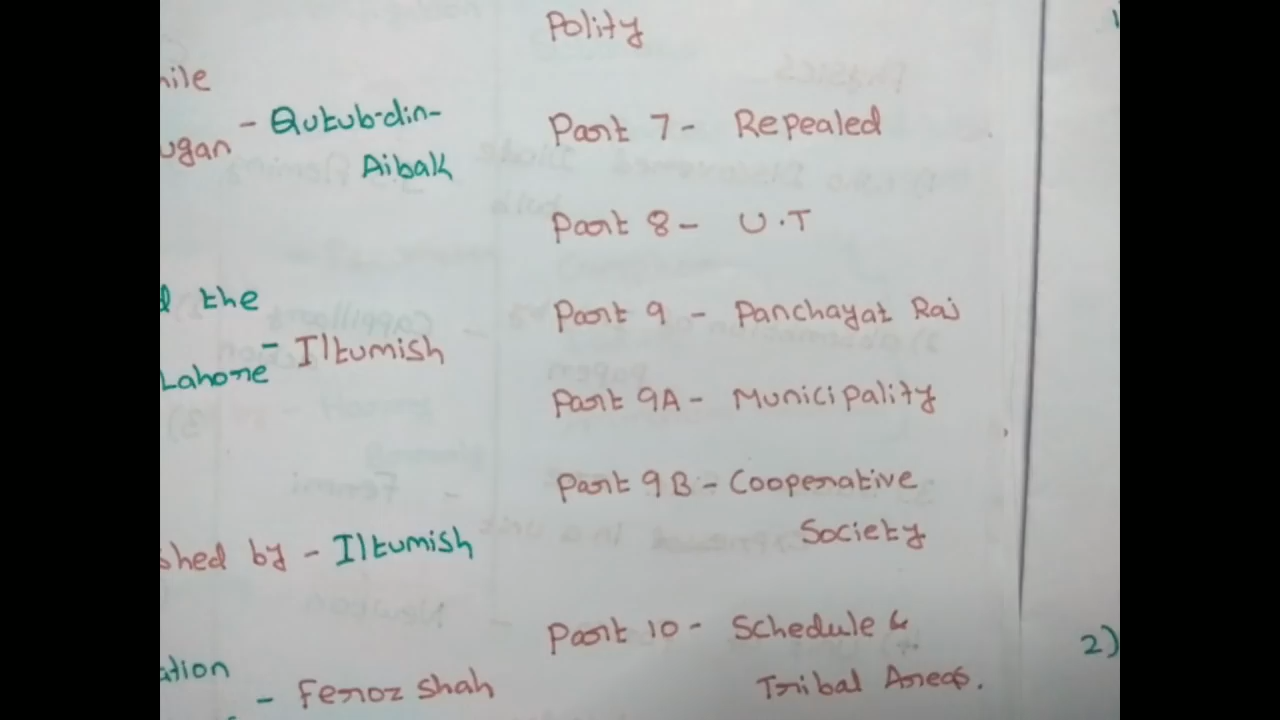 hile
- Qutub-din-
ugan
Aibak
the
- Iltumish
Lahore
shed by - Iltumish
ation
- Feroz Shah
Polity
Part 7 - Repealed
Part 8 - U.T
Part 9 - Panchayat Raj
Part 9A - Municipality
Part 9B - Cooperative
Society
Part 10 - Schedule &
Tribal Areas.
2)